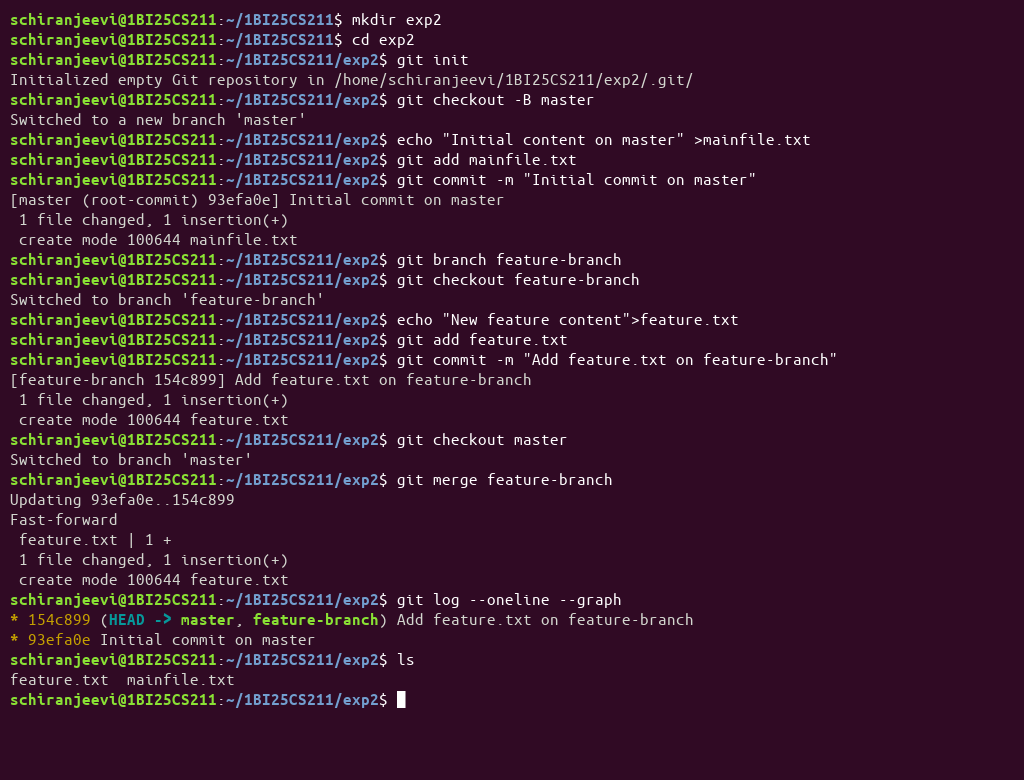 schiranjeevi@1BI25CS211:~/1BI25CS211$ mkdir exp2
schiranjeevi@1BI25CS211:~/1BI25CS211$ cd exp2
schiranjeevi@1BI25CS211:~/1BI25CS211/exp2$ git init
Initialized empty Git repository in /home/schiranjeevi/1BI25CS211/exp2/.git/
schiranjeevi@1BI25CS211:~/1BI25CS211/exp2$ git checkout -B master
Switched to a new branch 'master'
schiranjeevi@1BI25CS211:~/1BI25CS211/exp2$ echo "Initial content on master" >mainfile.txt
schiranjeevi@1BI25CS211:~/1BI25CS211/exp2$ git add mainfile.txt
schiranjeevi@1BI25CS211:~/1BI25CS211/exp2$ git commit -m "Initial commit on master"
[master (root-commit) 93efa0e] Initial commit on master
 1 file changed, 1 insertion(+)
 create mode 100644 mainfile.txt
schiranjeevi@1BI25CS211:~/1BI25CS211/exp2$ git branch feature-branch
schiranjeevi@1BI25CS211:~/1BI25CS211/exp2$ git checkout feature-branch
Switched to branch 'feature-branch'
schiranjeevi@1BI25CS211:~/1BI25CS211/exp2$ echo "New feature content">feature.txt
schiranjeevi@1BI25CS211:~/1BI25CS211/exp2$ git add feature.txt
schiranjeevi@1BI25CS211:~/1BI25CS211/exp2$ git commit -m "Add feature.txt on feature-branch"
[feature-branch 154c899] Add feature.txt on feature-branch
 1 file changed, 1 insertion(+)
 create mode 100644 feature.txt
schiranjeevi@1BI25CS211:~/1BI25CS211/exp2$ git checkout master
Switched to branch 'master'
schiranjeevi@1BI25CS211:~/1BI25CS211/exp2$ git merge feature-branch
Updating 93efa0e..154c899
Fast-forward
 feature.txt | 1 +
 1 file changed, 1 insertion(+)
 create mode 100644 feature.txt
schiranjeevi@1BI25CS211:~/1BI25CS211/exp2$ git log --oneline --graph
* 154c899 (HEAD -> master, feature-branch) Add feature.txt on feature-branch
* 93efa0e Initial commit on master
schiranjeevi@1BI25CS211:~/1BI25CS211/exp2$ ls
feature.txt  mainfile.txt
schiranjeevi@1BI25CS211:~/1BI25CS211/exp2$